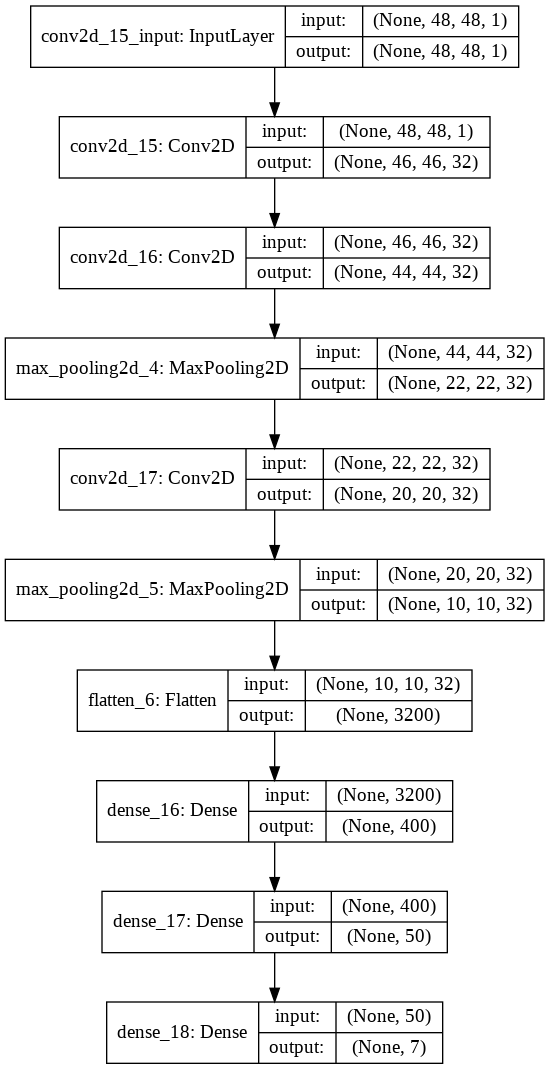 conv2d_15_input: InputLayer
input: (None, 48, 48, 1)
output: (None, 48, 48, 1)
conv2d_15: Conv2D
input: (None, 48, 48, 1)
output: (None, 46, 46, 32)
conv2d_16: Conv2D
input: (None, 46, 46, 32)
output: (None, 44, 44, 32)
max_pooling2d_4: MaxPooling2D
input: (None, 44, 44, 32)
output: (None, 22, 22, 32)
conv2d_17: Conv2D
input: (None, 22, 22, 32)
output: (None, 20, 20, 32)
max_pooling2d_5: MaxPooling2D
input: (None, 20, 20, 32)
output: (None, 10, 10, 32)
flatten_6: Flatten
input: (None, 10, 10, 32)
output: (None, 3200)
dense_16: Dense
input: (None, 3200)
output: (None, 400)
dense_17: Dense
input: (None, 400)
output: (None, 50)
dense_18: Dense
input: (None, 50)
output: (None, 7)